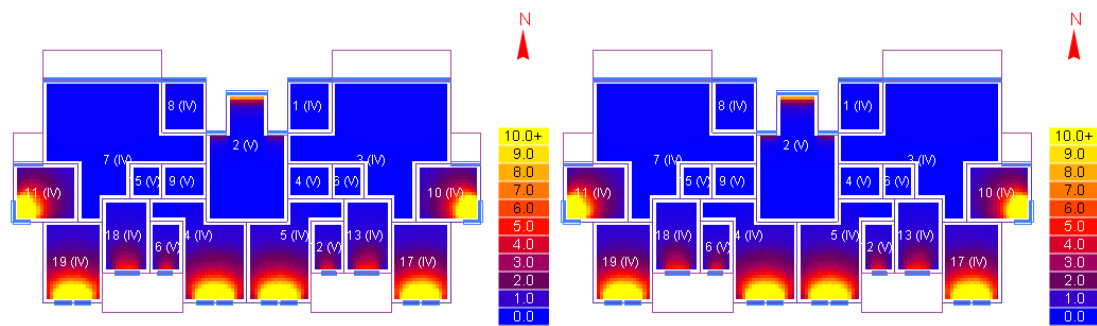 N
8 (IV)
1 (IV)
2 (V)
7 (IV)
3 (IV)
11 (IV)
5 (V)
9 (V)
4 (V)
6 (V)
10 (IV)
18 (IV)
6 (V)
4 (IV)
5 (IV)
2 (V)
13 (IV)
19 (IV)
17 (IV)
10.0+
9.0
8.0
7.0
6.0
5.0
4.0
3.0
2.0
1.0
0.0
N
8 (IV)
1 (IV)
2 (V)
7 (IV)
3 (IV)
11 (IV)
5 (V)
9 (V)
4 (V)
6 (V)
10 (IV)
18 (IV)
6 (V)
4 (IV)
5 (IV)
2 (V)
13 (IV)
19 (IV)
17 (IV)
10.0+
9.0
8.0
7.0
6.0
5.0
4.0
3.0
2.0
1.0
0.0